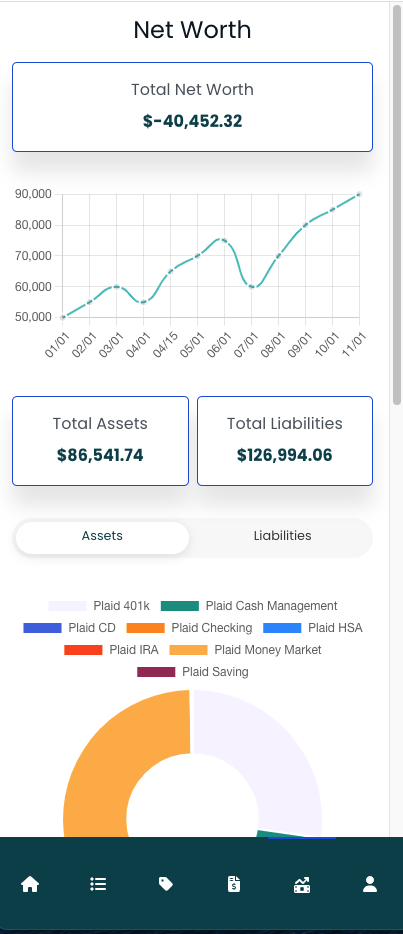 Net Worth
Total Net Worth
$-40,452.32
90,000
80,000
70,000
60,000
50,000
01/01 02/01 03/01 04/01 04/15 05/01 06/01 07/01 08/01 09/01 10/01 11/01
Total Assets Total Liabilities
$86,541.74 $126,994.06
Assets Liabilities
Plaid 401k Plaid Cash Management
Plaid CD Plaid Checking Plaid HSA
Plaid IRA Plaid Money Market
Plaid Saving